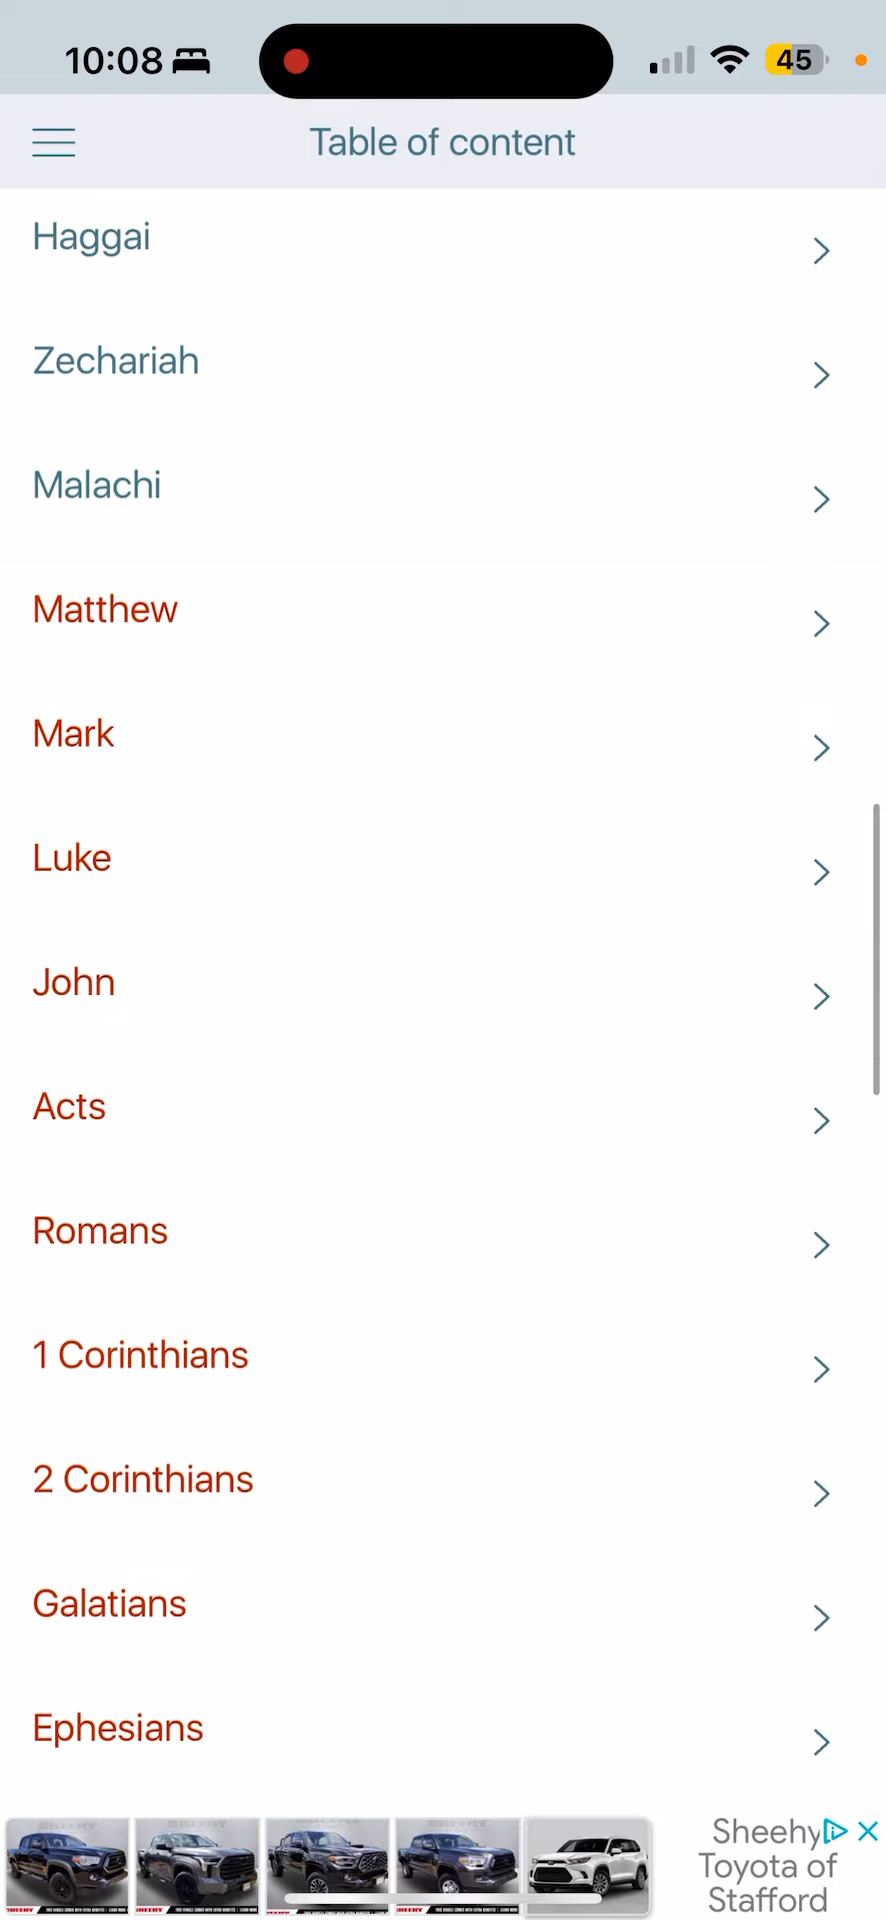 10:08
45
Table of content
Haggai
Zechariah
Malachi
Matthew
Mark
Luke
John
Acts
Romans
1 Corinthians
2 Corinthians
Galatians
Ephesians
Sheehy
Toyota of
Stafford